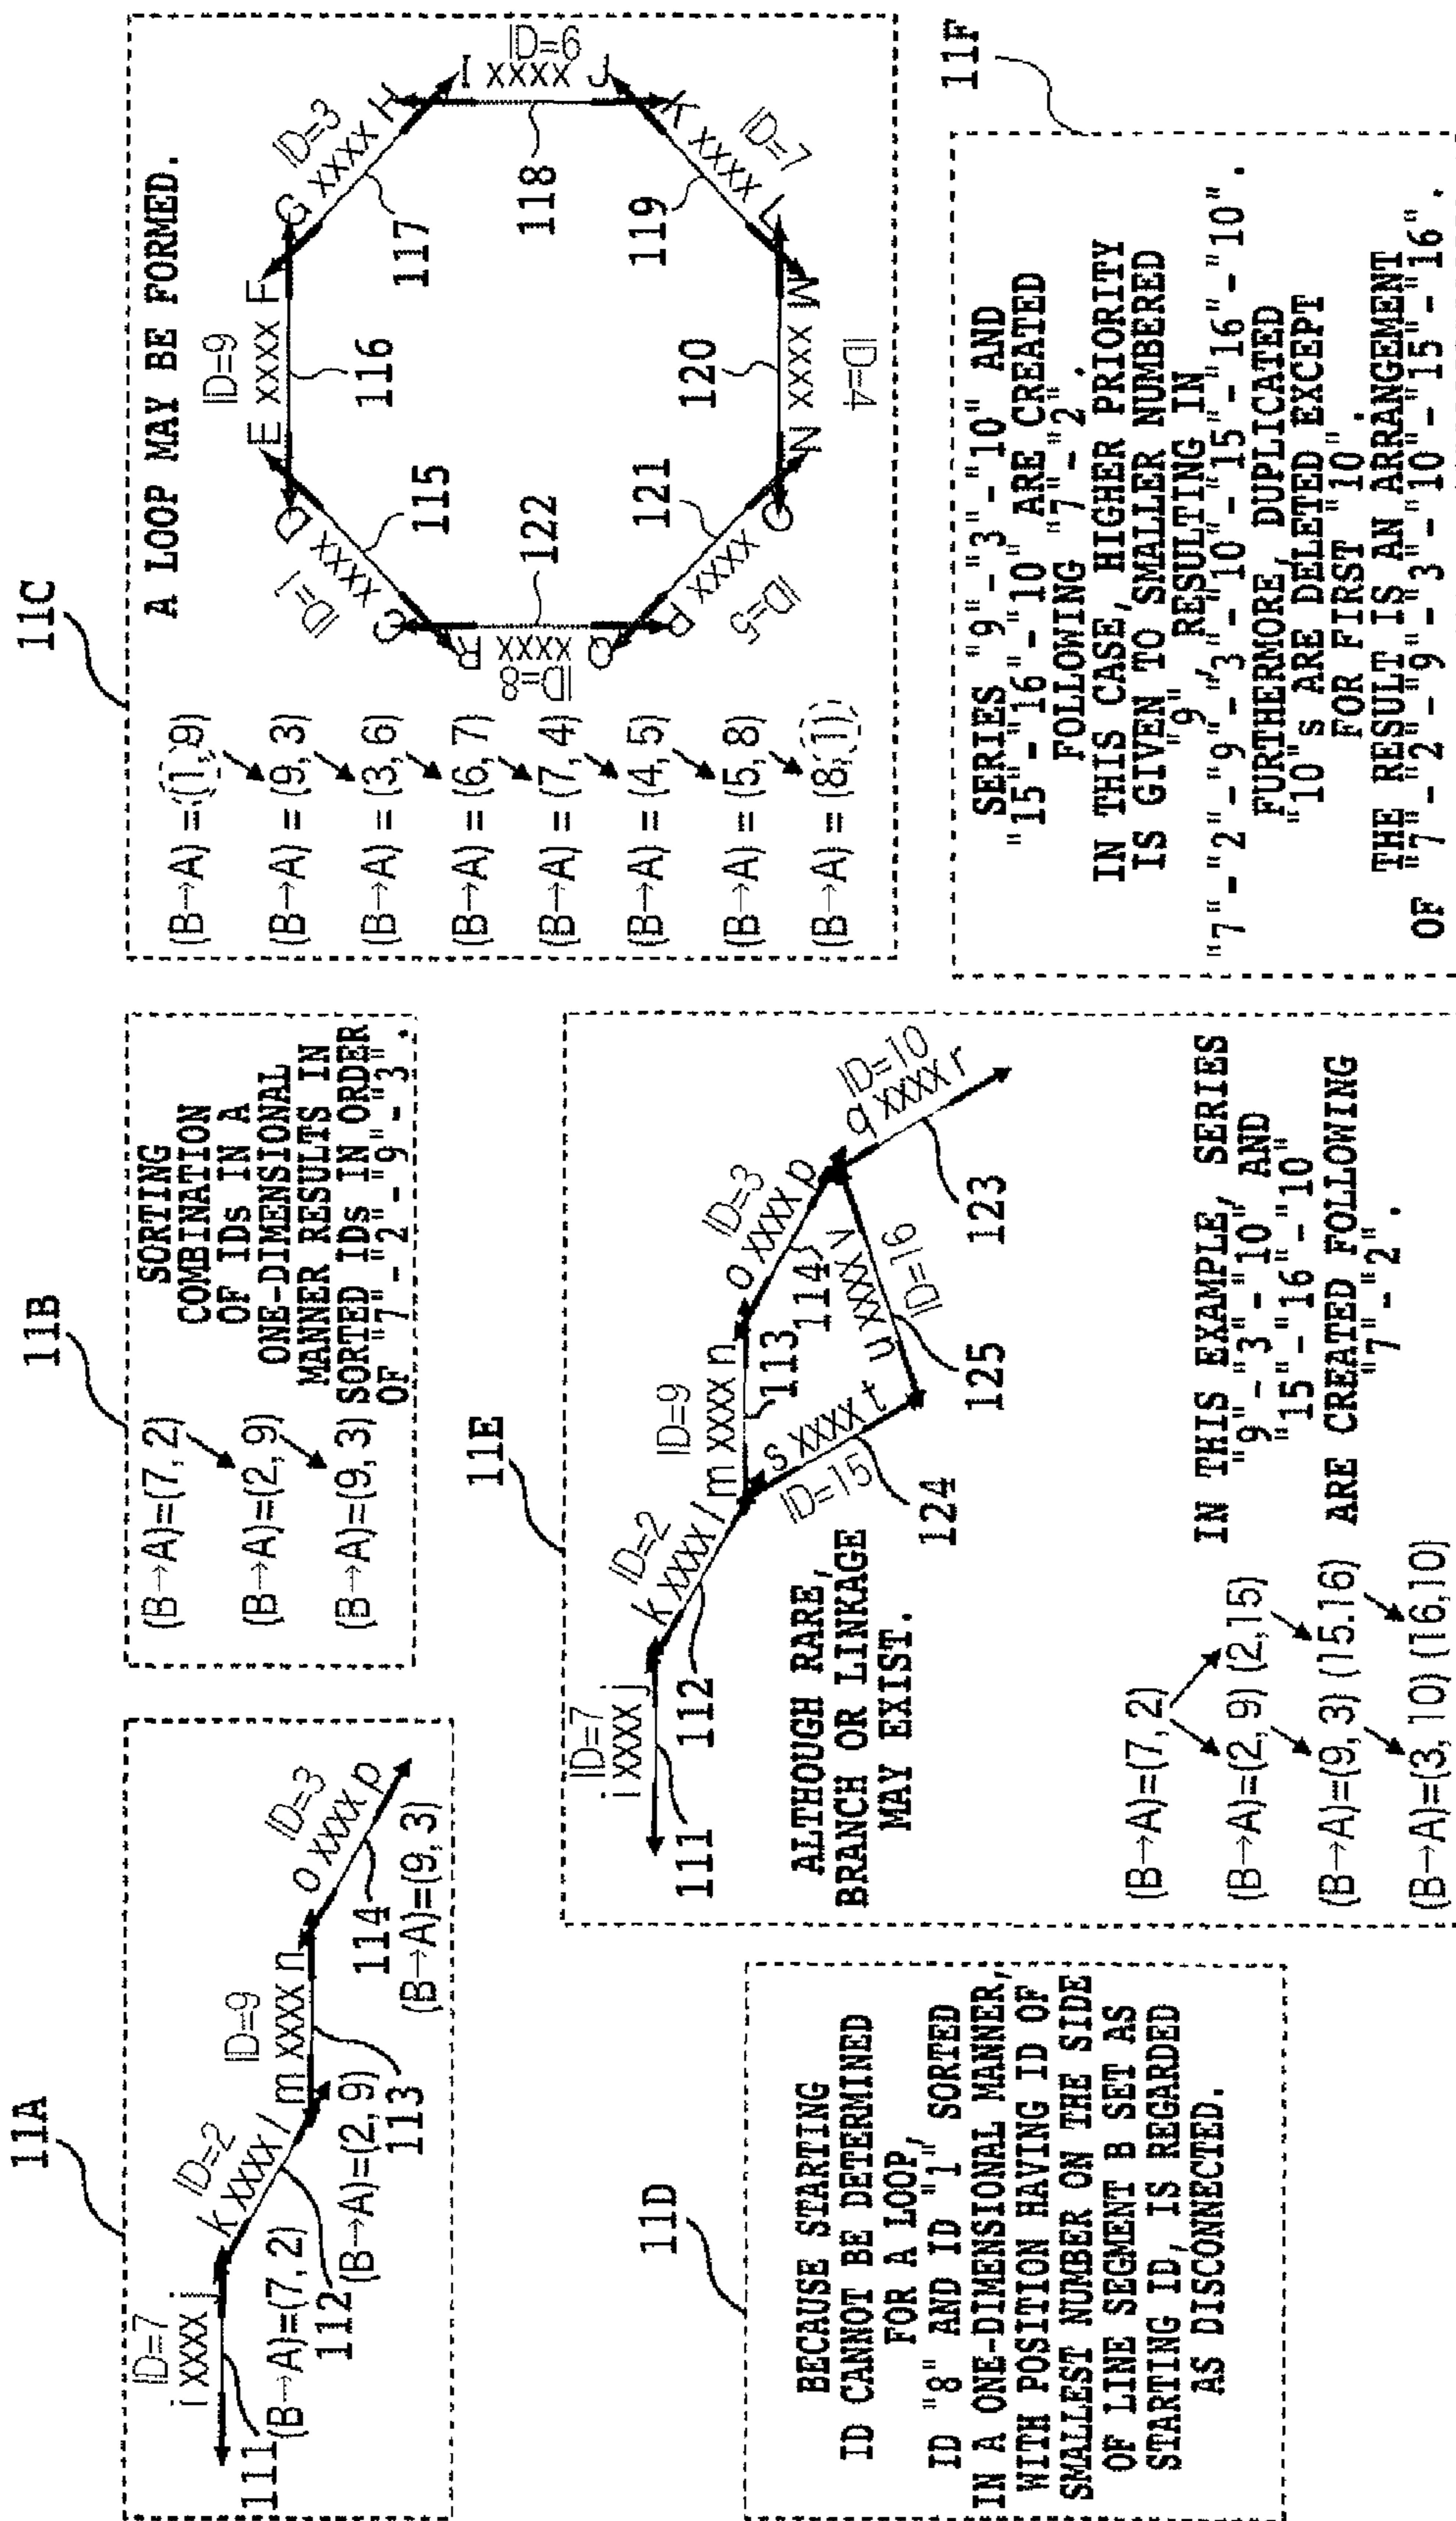 11A
ID=7
i XXXX j
ID=2
k XXXX l
ID=9
m XXXX n
ID=3
o XXXX p
111
(B→A)=(7, 2)
112
(B→A)=(2, 9)
113
114
(B→A)=(9, 3)
11B
(B→A)=(7, 2)
(B→A)=(2, 9)
(B→A)=(9, 3)
SORTING
COMBINATION
OF IDs IN A
ONE-DIMENSIONAL
MANNER RESULTS IN
SORTED IDs IN ORDER
OF "7"-"2"-"9"-"3".
11C
(B→A) =(1, 9)
(B→A) = (9, 3)
(B→A) = (3, 6)
(B→A) = (6, 7)
(B→A) = (7, 4)
(B→A) = (4, 5)
(B→A) = (5, 8)
(B→A) = (8, 1)
A LOOP MAY BE FORMED.
ID=1
C XXXX D
115
ID=9
E XXXX F
116
ID=3
G XXXX H
117
ID=6
I XXXX J
118
ID=7
K XXXX L
119
ID=4
M XXXX N
120
ID=5
O XXXX P
121
ID=8
Q XXXX R
122
11D
BECAUSE STARTING
ID CANNOT BE DETERMINED
FOR A LOOP,
ID "8" AND ID "1" SORTED
IN A ONE-DIMENSIONAL MANNER,
WITH POSITION HAVING ID OF
SMALLEST NUMBER ON THE SIDE
OF LINE SEGMENT B SET AS
STARTING ID, IS REGARDED
AS DISCONNECTED.
11E
ID=7
i XXXX j
111
ID=2
k XXXX l
112
ID=9
m XXXX n
113
ID=3
o XXXX p
114
ID=10
q XXXX r
123
s XXXX t
ID=15
124
u XXXX v
ID=16
125
ALTHOUGH RARE,
BRANCH OR LINKAGE
MAY EXIST.
(B→A)=(7, 2)
(B→A)=(2, 9) (2,15)
(B→A)=(9, 3) (15.16)
(B→A)=(3, 10) (16,10)
IN THIS EXAMPLE, SERIES
"9"-"3"-"10" AND
"15"-"16"-"10"
ARE CREATED FOLLOWING
"7"-"2".
11F
SERIES "9"-"3"-"10" AND
"15"-"16"-"10" ARE CREATED
FOLLOWING "7"-"2".
IN THIS CASE, HIGHER PRIORITY
IS GIVEN TO SMALLER NUMBERED
"9", RESULTING IN
"7"-"2"-"9"-"3"-"10"-"15"-"16"-"10".
FURTHERMORE, DUPLICATED
"10"s ARE DELETED EXCEPT
FOR FIRST "10".
THE RESULT IS AN ARRANGEMENT
OF "7"-"2"-"9"-"3"-"10"-"15"-"16".